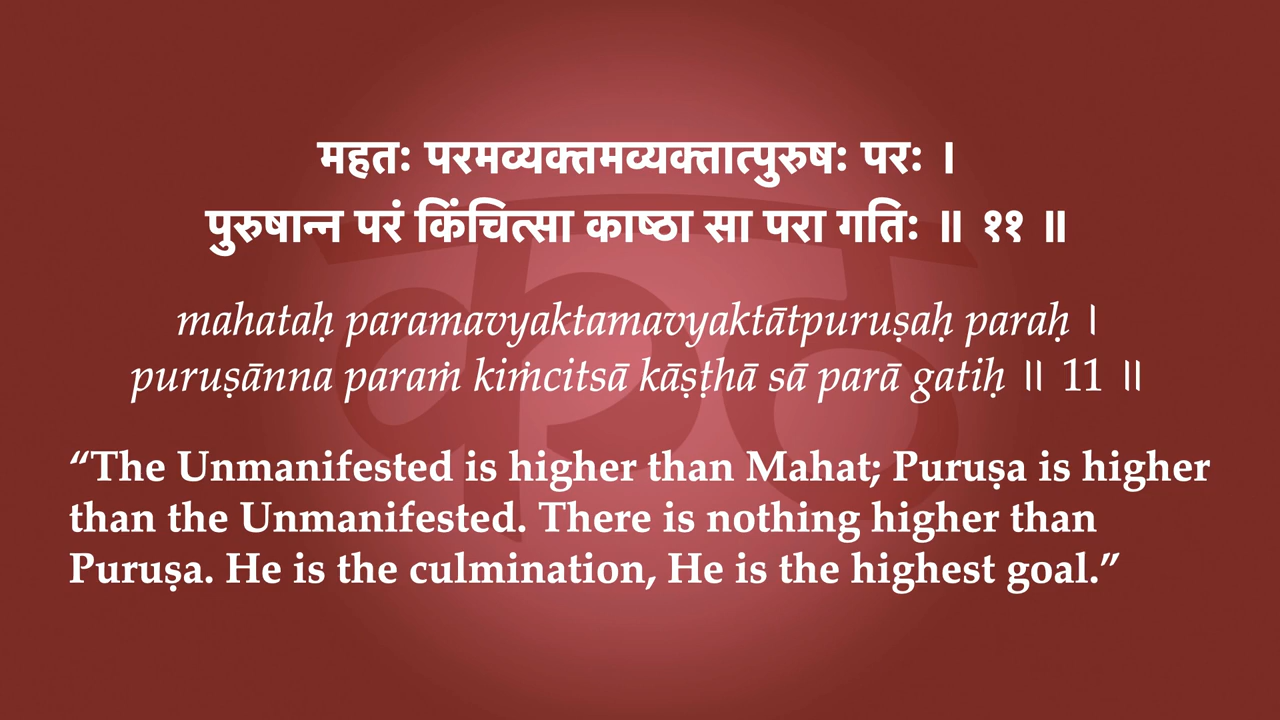 महतः परमव्यक्तमव्यक्तात्पुरुषः परः ।
पुरुषान्न परं किंचित्सा काष्ठा सा परा गतिः ॥ ११ ॥
mahataḥ paramavyaktamavyaktātpuruṣaḥ paraḥ ।
puruṣānna paraṁ kiṁcitsā kāṣṭhā sā parā gatiḥ ॥ 11 ॥
“The Unmanifested is higher than Mahat; Puruṣa is higher
than the Unmanifested. There is nothing higher than
Puruṣa. He is the culmination, He is the highest goal.”
कठ